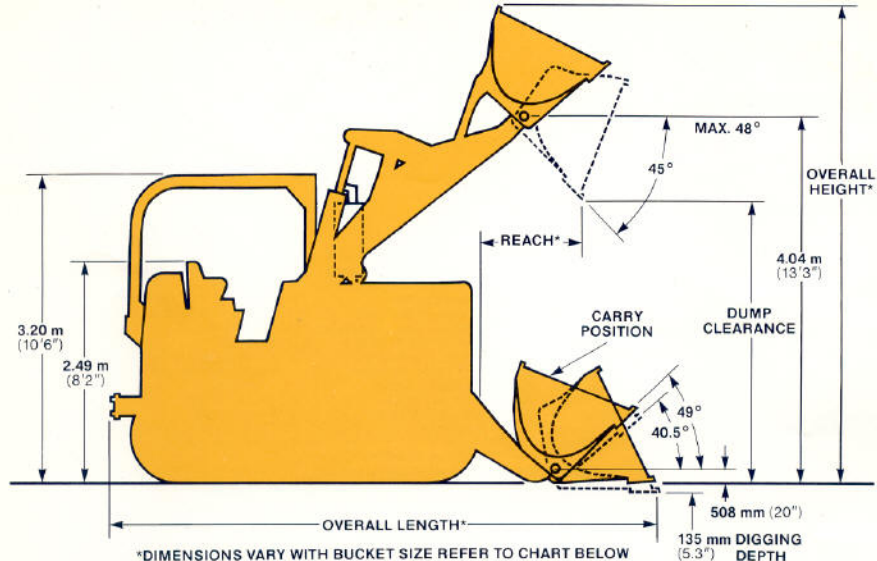 MAX. 48°
45°
OVERALL
HEIGHT*
REACH*
4.04 m
(13'3")
3.20 m
(10'6")
2.49 m
(8'2")
CARRY
POSITION
DUMP
CLEARANCE
49°
40.5°
508 mm (20")
OVERALL LENGTH*
135 mm DIGGING
(5.3") DEPTH
*DIMENSIONS VARY WITH BUCKET SIZE REFER TO CHART BELOW